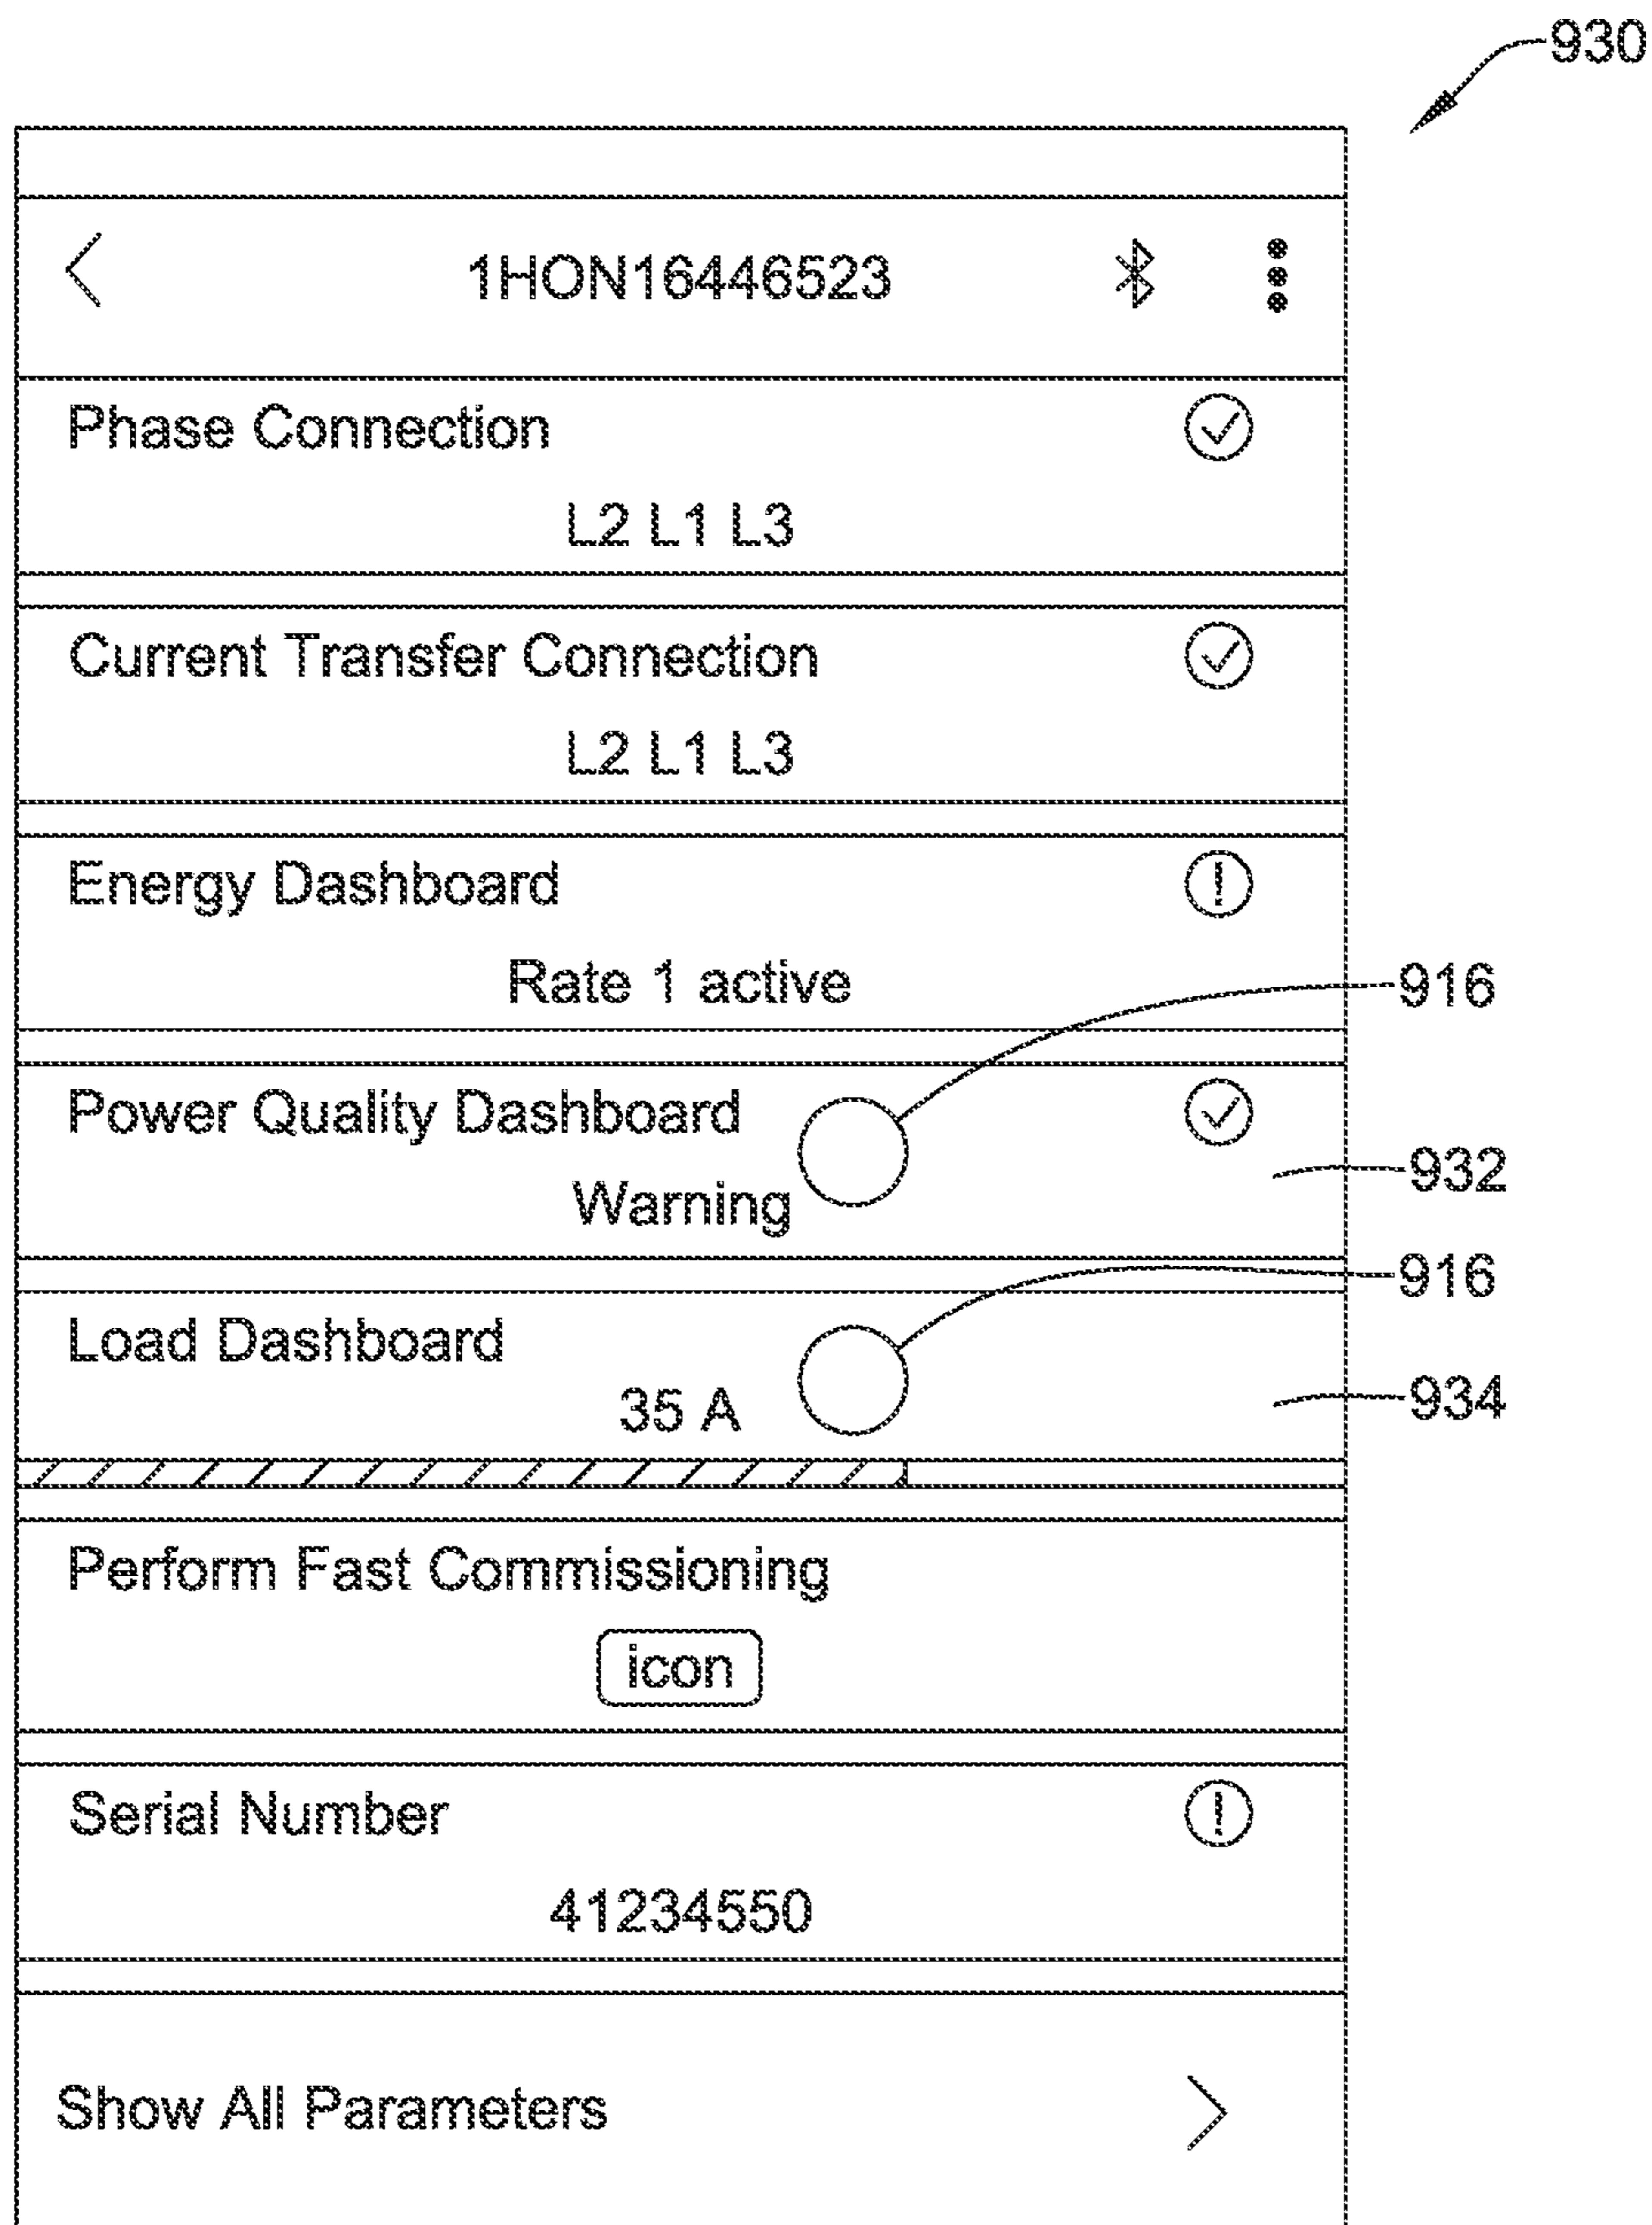 930
1HON16446523
Phase Connection
L2 L1 L3
Current Transfer Connection
L2 L1 L3
Energy Dashboard
!
Rate 1 active
916
Power Quality Dashboard
932
Warning
916
Load Dashboard
35 A
934
Perform Fast Commissioning
icon
Serial Number
!
41234550
Show All Parameters